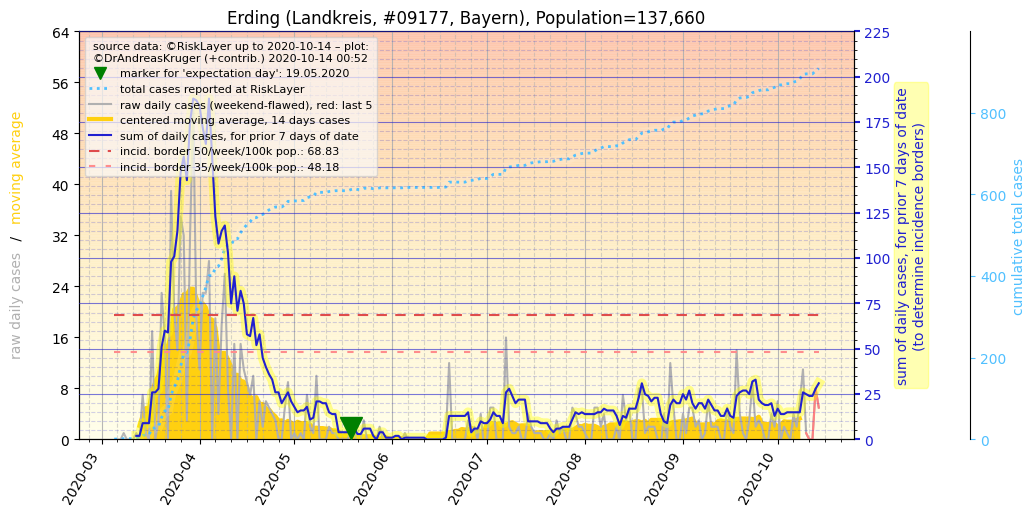 Erding (Landkreis, #09177, Bayern), Population=137,660
source data: ©RiskLayer up to 2020-10-14 – plot:
©DrAndreasKruger (+contrib.) 2020-10-14 00:52
marker for 'expectation day': 19.05.2020
total cases reported at RiskLayer
raw daily cases (weekend-flawed), red: last 5
centered moving average, 14 days cases
sum of daily cases, for prior 7 days of date
incid. border 50/week/100k pop.: 68.83
incid. border 35/week/100k pop.: 48.18
raw daily cases / moving average
64
56
48
40
32
24
16
8
0
2020-03
2020-04
2020-05
2020-06
2020-07
2020-08
2020-09
2020-10
225
200
175
150
125
100
75
50
25
0
sum of daily cases, for prior 7 days of date
(to determine incidence borders)
800
600
400
200
0
cumulative total cases